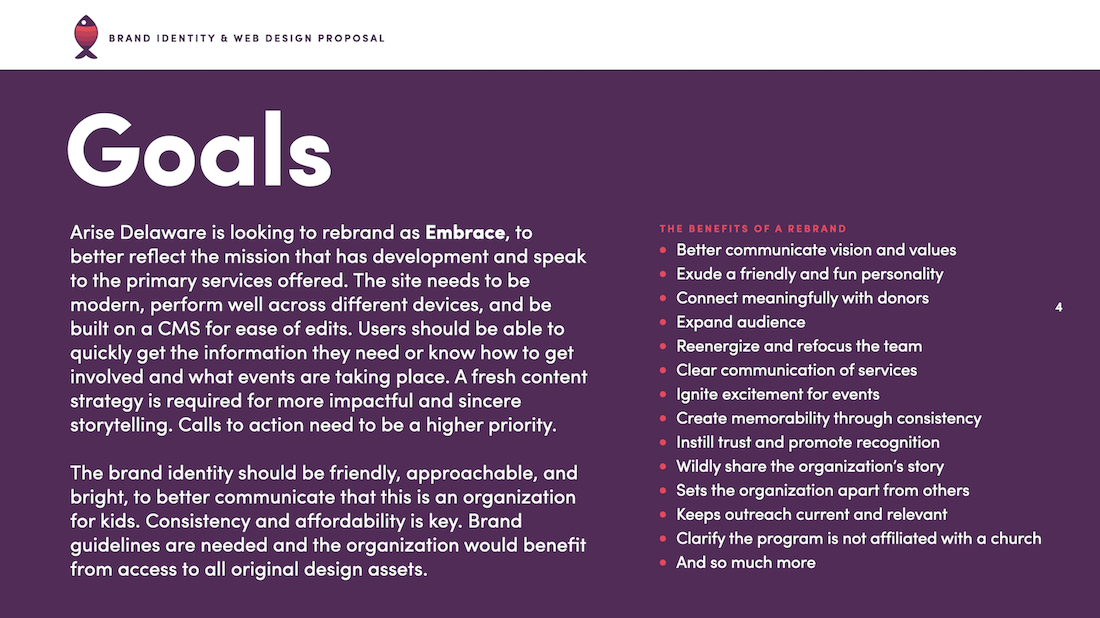 BRAND IDENTITY & WEB DESIGN PROPOSAL
Goals
Arise Delaware is looking to rebrand as Embrace, to
better reflect the mission that has development and speak
to the primary services offered. The site needs to be
modern, perform well across different devices, and be
built on a CMS for ease of edits. Users should be able to
quickly get the information they need or know how to get
involved and what events are taking place. A fresh content
strategy is required for more impactful and sincere
storytelling. Calls to action need to be a higher priority.
The brand identity should be friendly, approachable, and
bright, to better communicate that this is an organization
for kids. Consistency and affordability is key. Brand
guidelines are needed and the organization would benefit
from access to all original design assets.
THE BENEFITS OF A REBRAND
• Better communicate vision and values
• Exude a friendly and fun personality
• Connect meaningfully with donors
• Expand audience
• Reenergize and refocus the team
• Clear communication of services
• Ignite excitement for events
• Create memorability through consistency
• Instill trust and promote recognition
• Wildly share the organization's story
• Sets the organization apart from others
• Keeps outreach current and relevant
• Clarify the program is not affiliated with a church
• And so much more
4